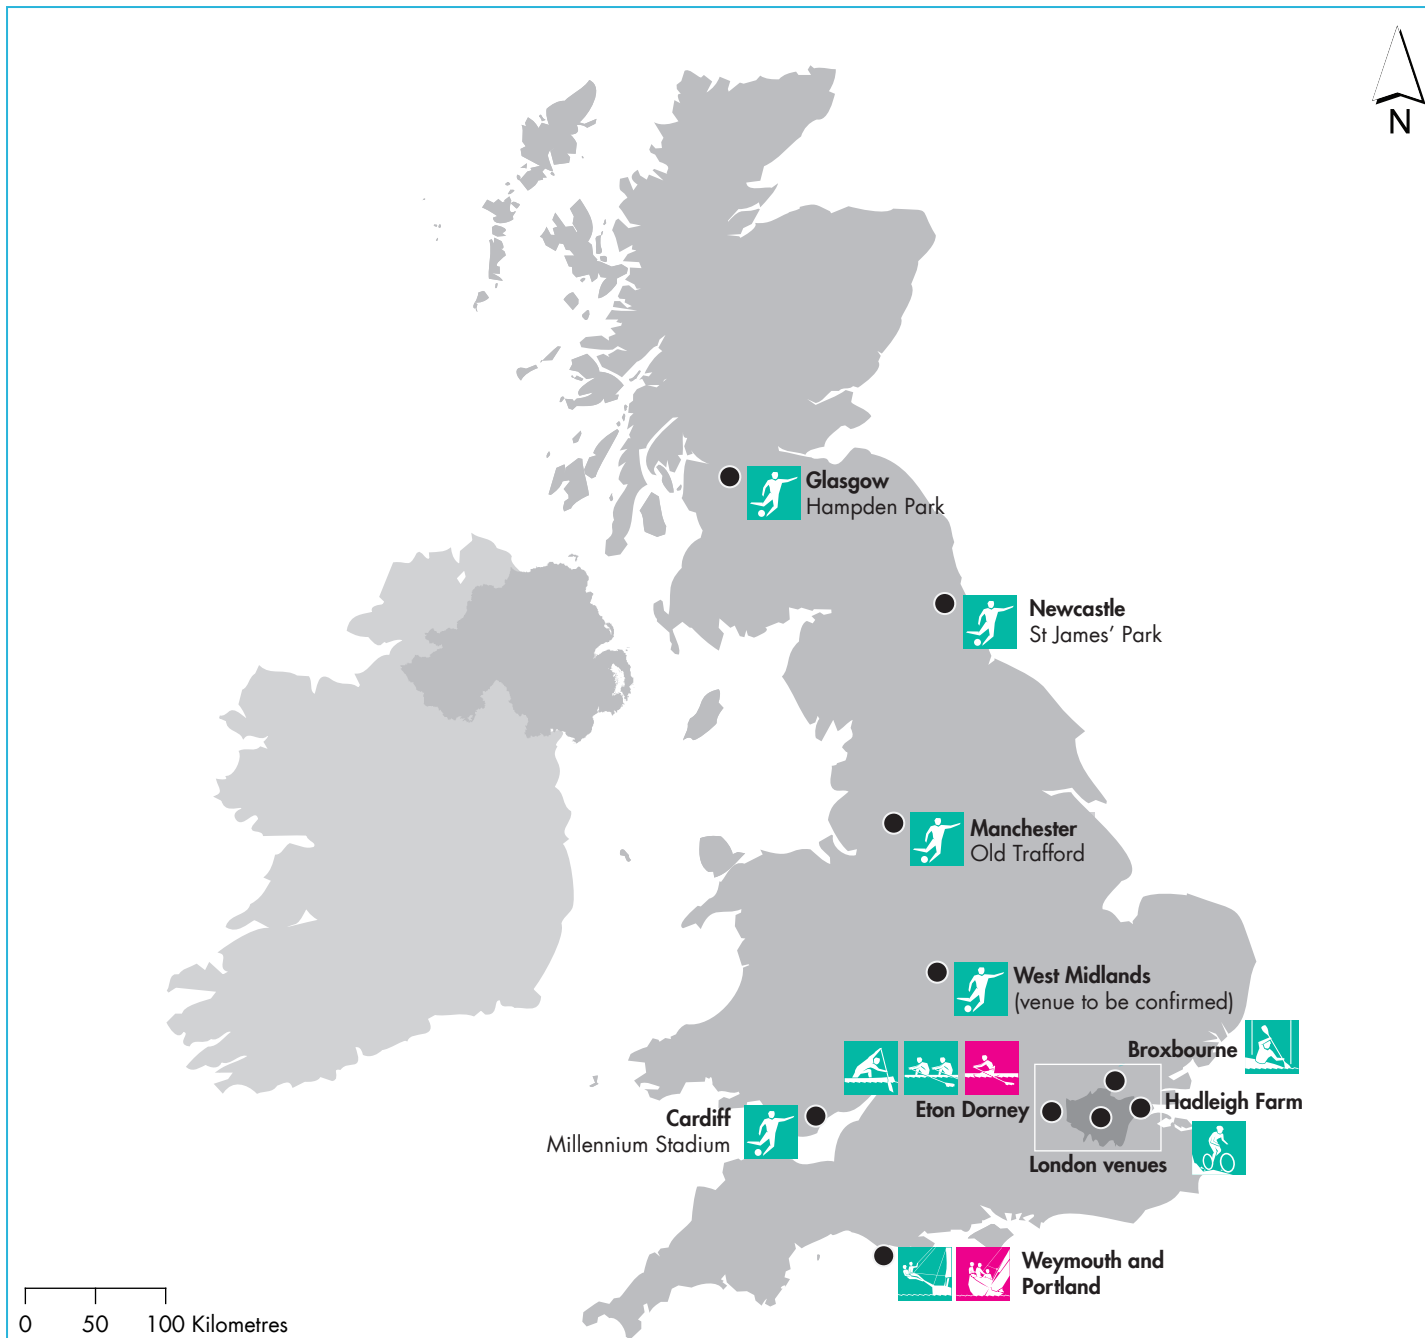 N
Glasgow
Hampden Park
Newcastle
St James’ Park
Manchester
Old Trafford
West Midlands
(venue to be confirmed)
Broxbourne
Eton Dorney
Hadleigh Farm
Cardiff
Millennium Stadium
London venues
Weymouth and
Portland
0 50 100 Kilometres